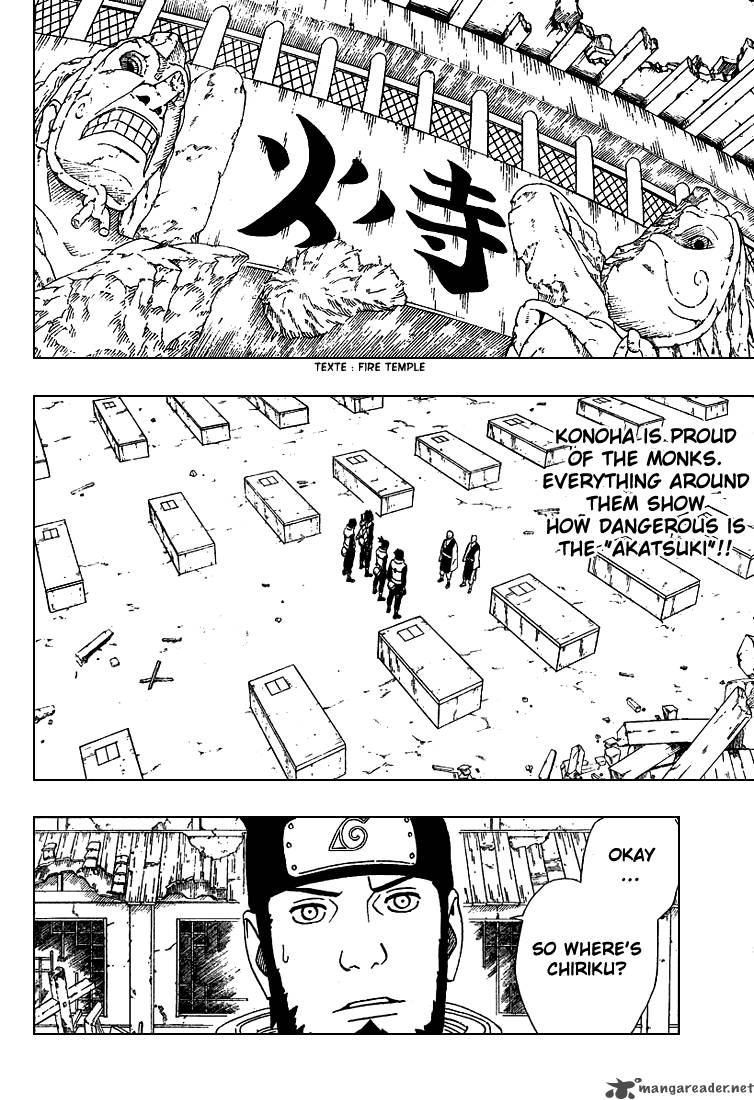 火ノ寺
TEXTE : FIRE TEMPLE
KONOHA IS PROUD
OF THE MONKS.
EVERYTHING AROUND
THEM SHOW
HOW DANGEROUS IS
THE "AKATSUKI"!!
OKAY
...
SO WHERE'S
CHIRIKU?
mangareader.net